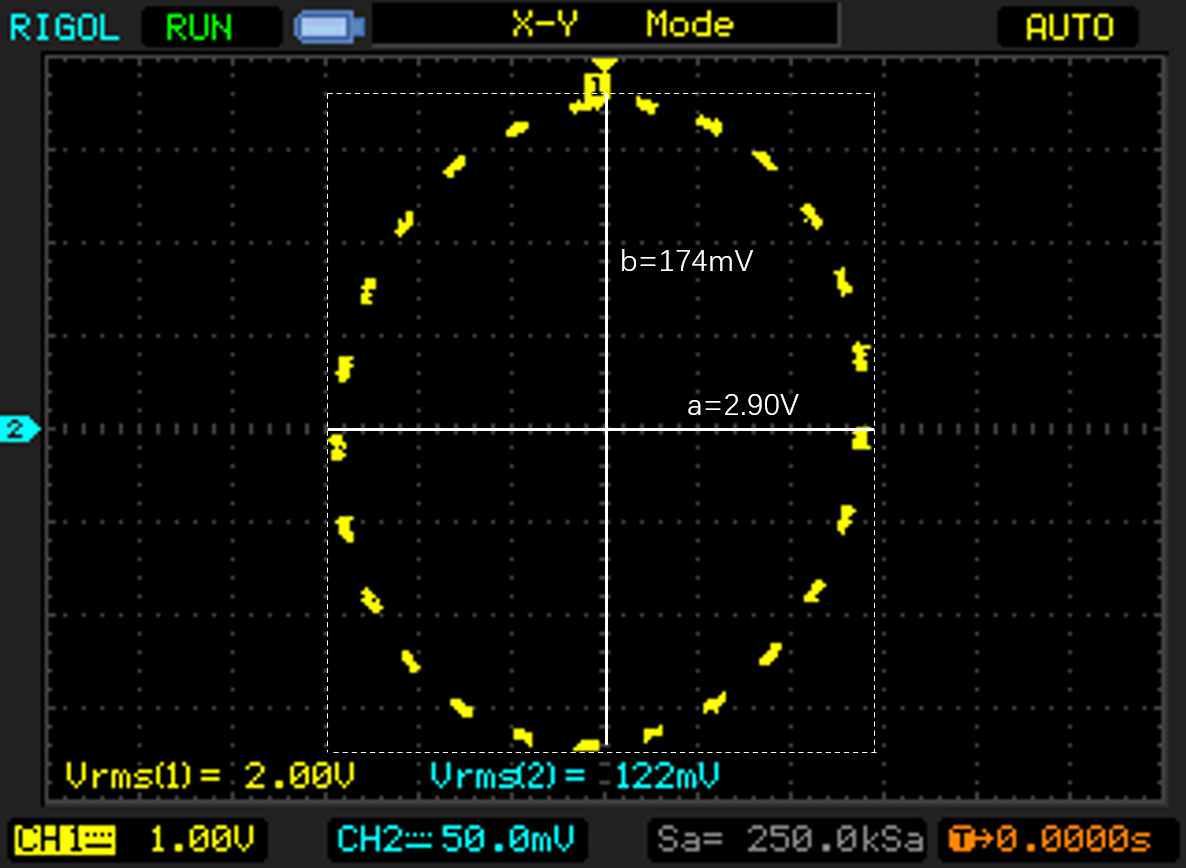 RIGOL RUN X-Y Mode AUTO
1
b=174mV
a=2.90V
2
Vrms(1)= 2.00V Vrms(2)= 122mV
CH1 1.00V CH2 50.0mV Sa= 250.0kSa T→0.0000s